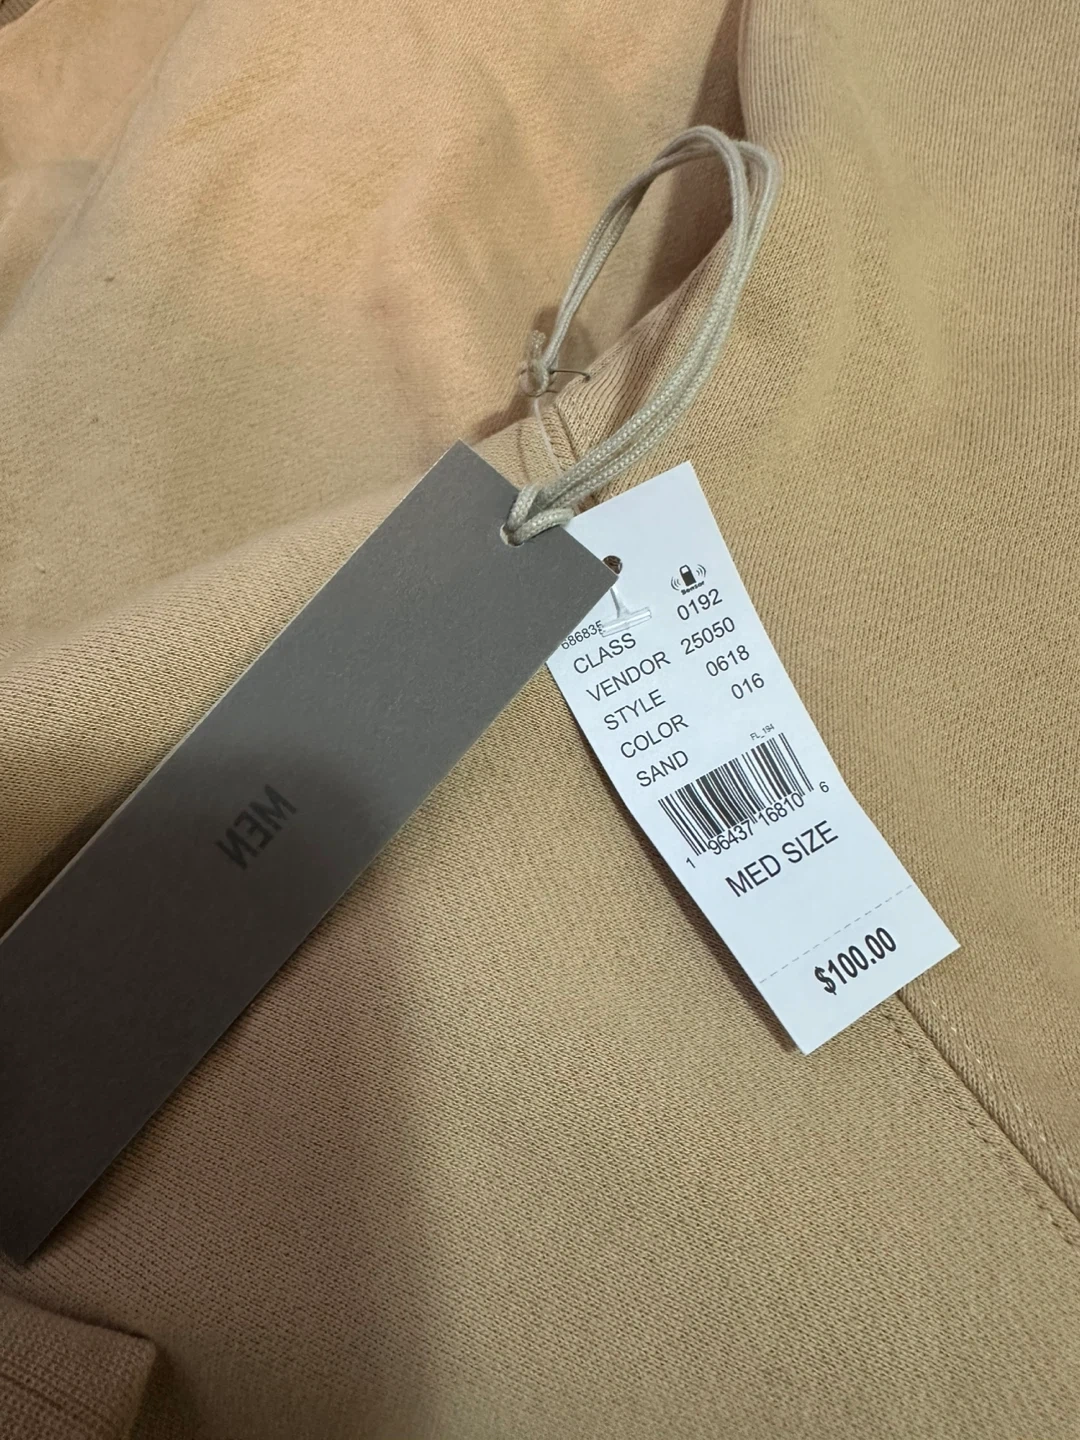 Sensor
68683
CLASS 0192
VENDOR 25050
STYLE 0618
COLOR 016
SAND
FL_194
1 96437 16810 6
MED SIZE
$100.00
MEN